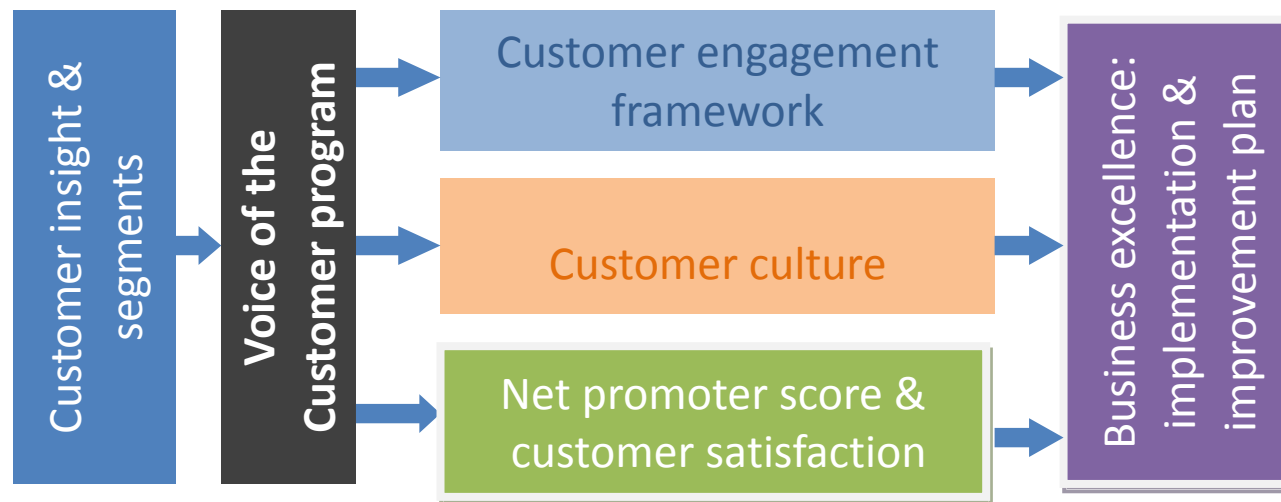 Customer insight &
segments
Voice of the
Customer program
Customer engagement
framework
Customer culture
Net promoter score &
customer satisfaction
Business excellence:
implementation &
improvement plan